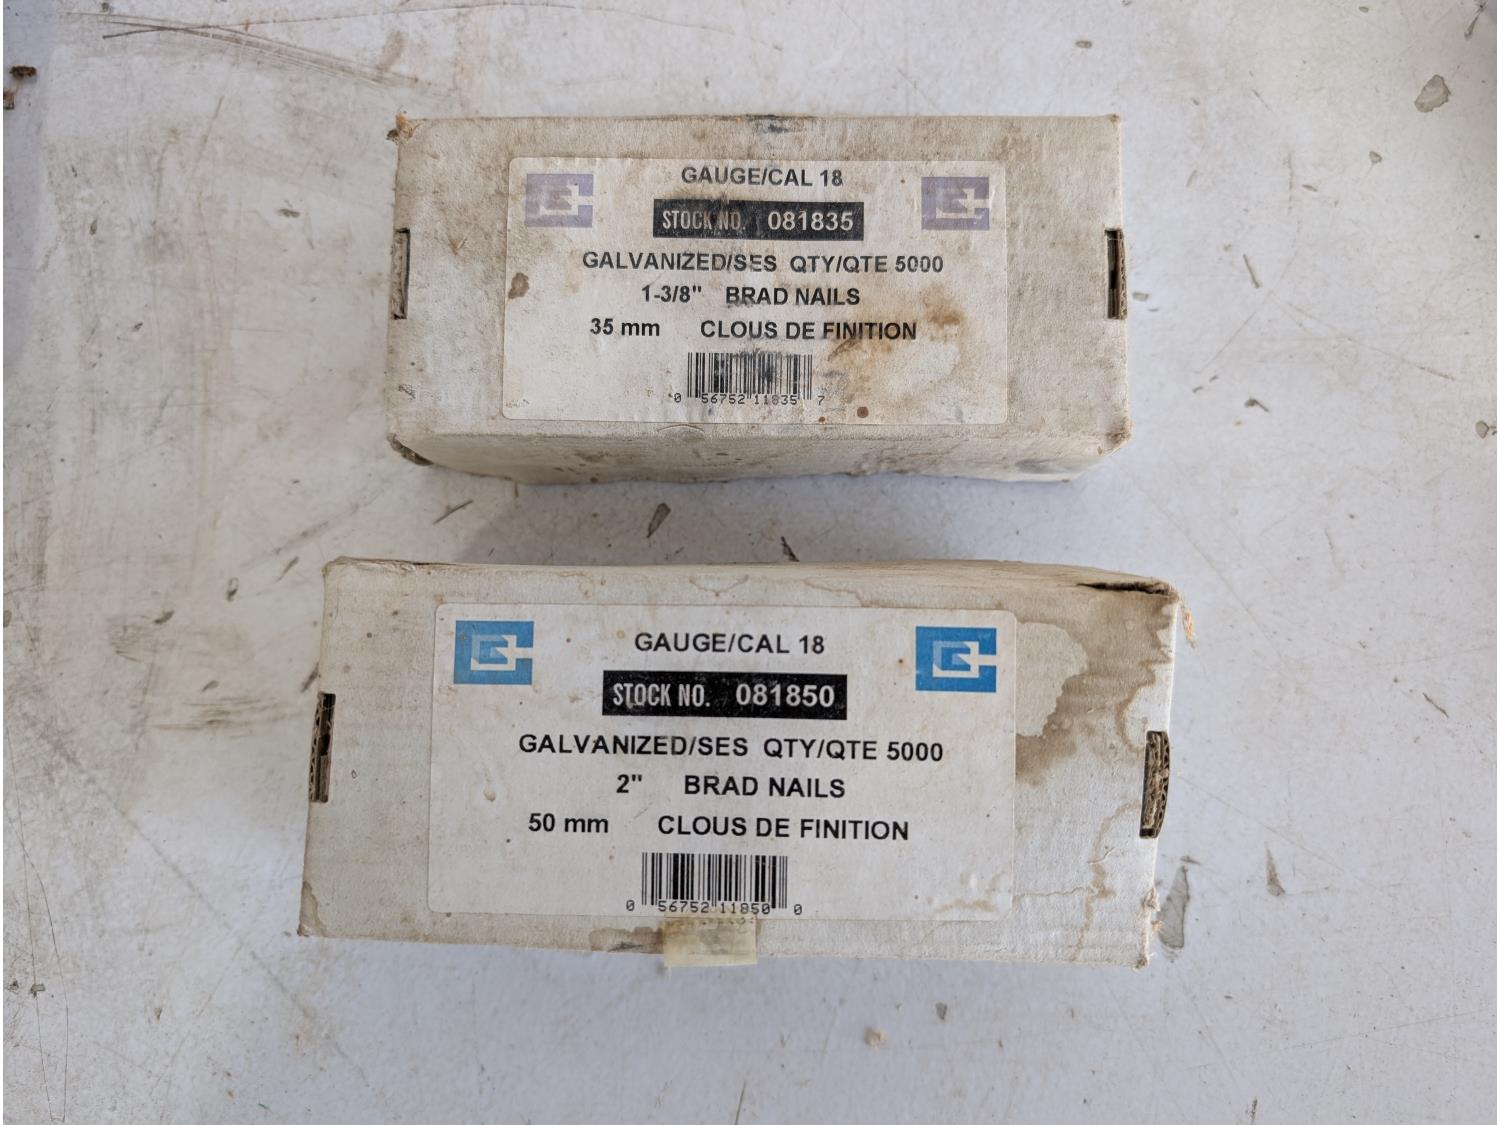 GAUGE/CAL 18
STOCK NO. 081835
GALVANIZED/SES QTY/QTE 5000
1-3/8" BRAD NAILS
35 mm CLOUS DE FINITION
0 56752 11835 7
GAUGE/CAL 18
STOCK NO. 081850
GALVANIZED/SES QTY/QTE 5000
2" BRAD NAILS
50 mm CLOUS DE FINITION
0 56752 11850 0